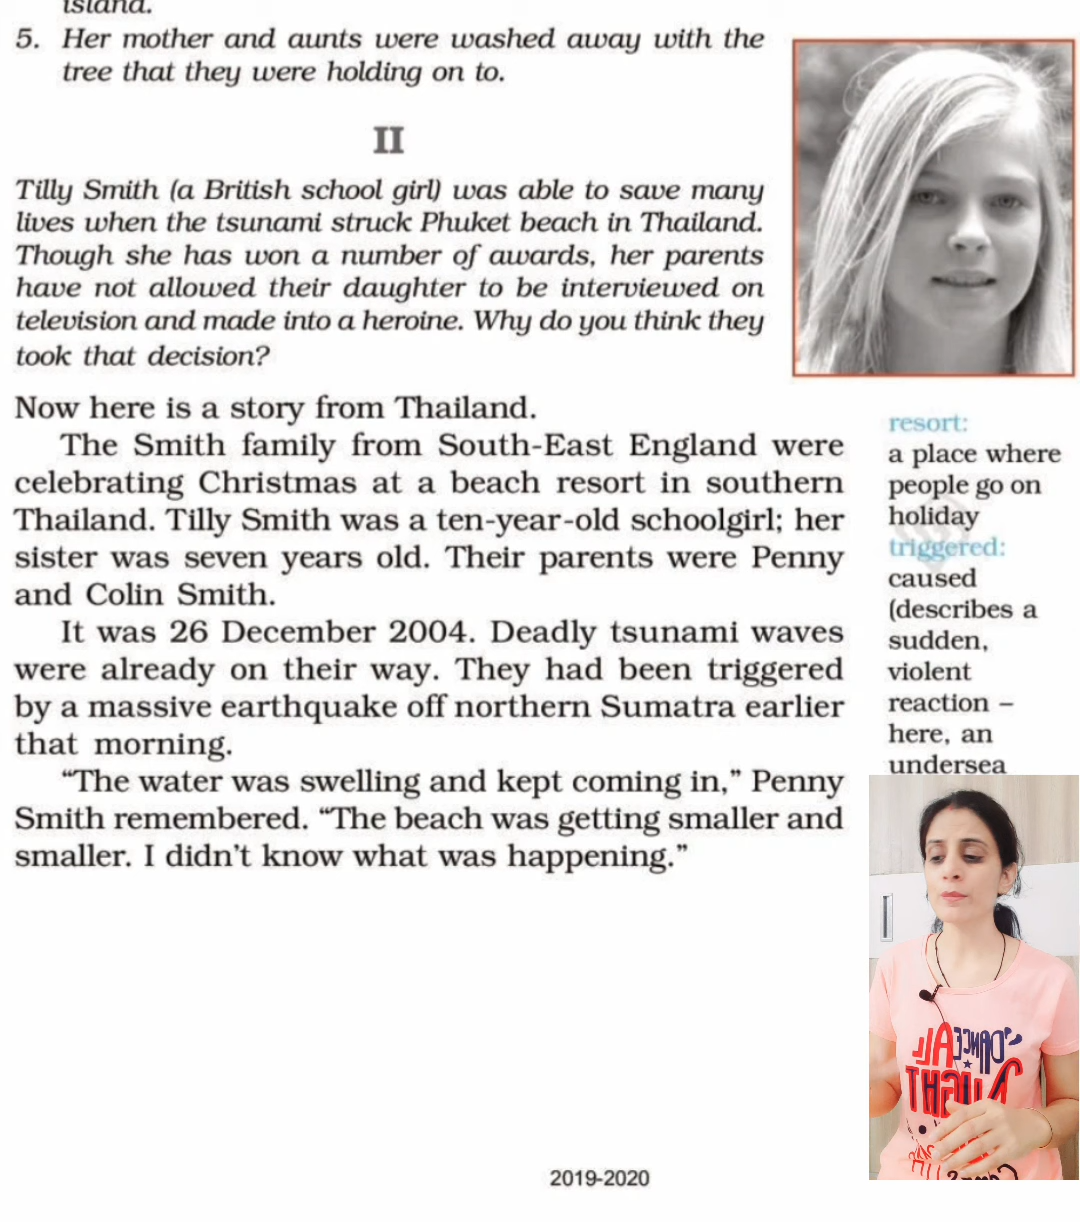 island.
5. Her mother and aunts were washed away with the
tree that they were holding on to.
II
Tilly Smith (a British school girl) was able to save many
lives when the tsunami struck Phuket beach in Thailand.
Though she has won a number of awards, her parents
have not allowed their daughter to be interviewed on
television and made into a heroine. Why do you think they
took that decision?
Now here is a story from Thailand.
The Smith family from South-East England were
celebrating Christmas at a beach resort in southern
Thailand. Tilly Smith was a ten-year-old schoolgirl; her
sister was seven years old. Their parents were Penny
and Colin Smith.
It was 26 December 2004. Deadly tsunami waves
were already on their way. They had been triggered
by a massive earthquake off northern Sumatra earlier
that morning.
“The water was swelling and kept coming in,” Penny
Smith remembered. “The beach was getting smaller and
smaller. I didn’t know what was happening.”
resort:
a place where
people go on
holiday
triggered:
caused
(describes a
sudden,
violent
reaction –
here, an
undersea
DANCE ALL
NIGHT
2019-2020